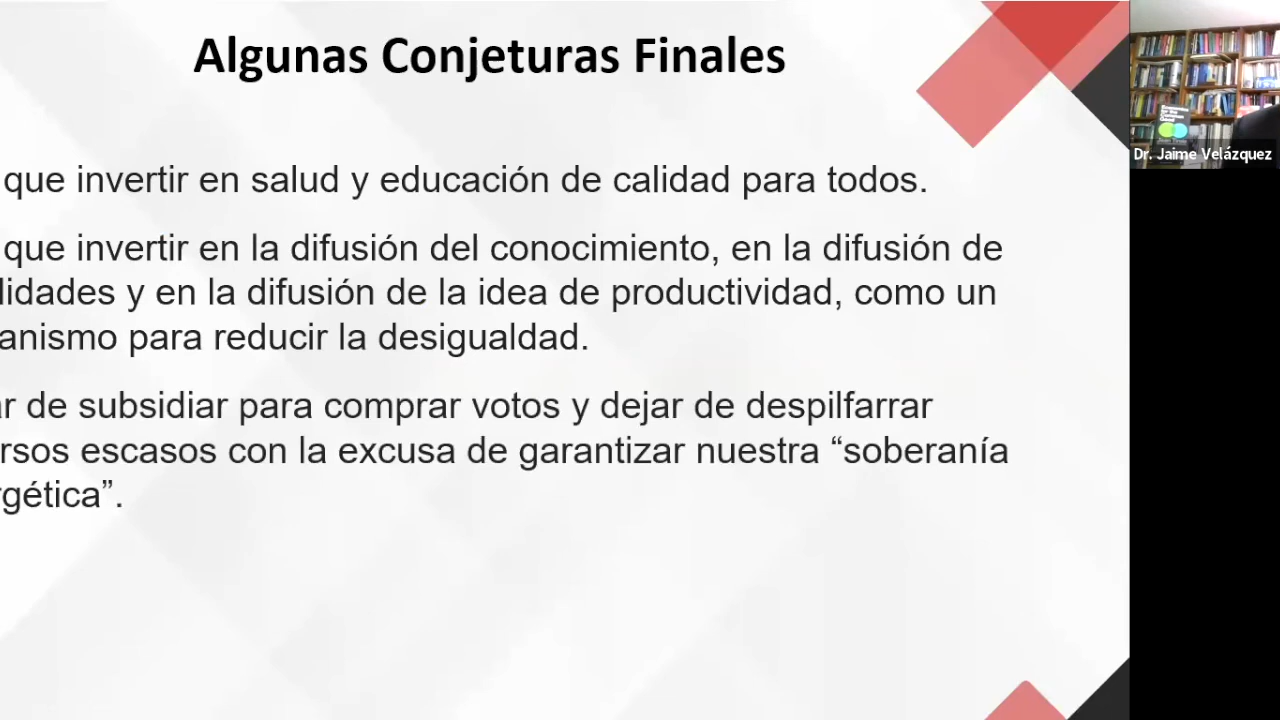 Algunas Conjeturas Finales
que invertir en salud y educación de calidad para todos.
que invertir en la difusión del conocimiento, en la difusión de
lidades y en la difusión de la idea de productividad, como un
anismo para reducir la desigualdad.
r de subsidiar para comprar votos y dejar de despilfarrar
rsos escasos con la excusa de garantizar nuestra “soberanía
gética”.
Dr. Jaime Velázquez